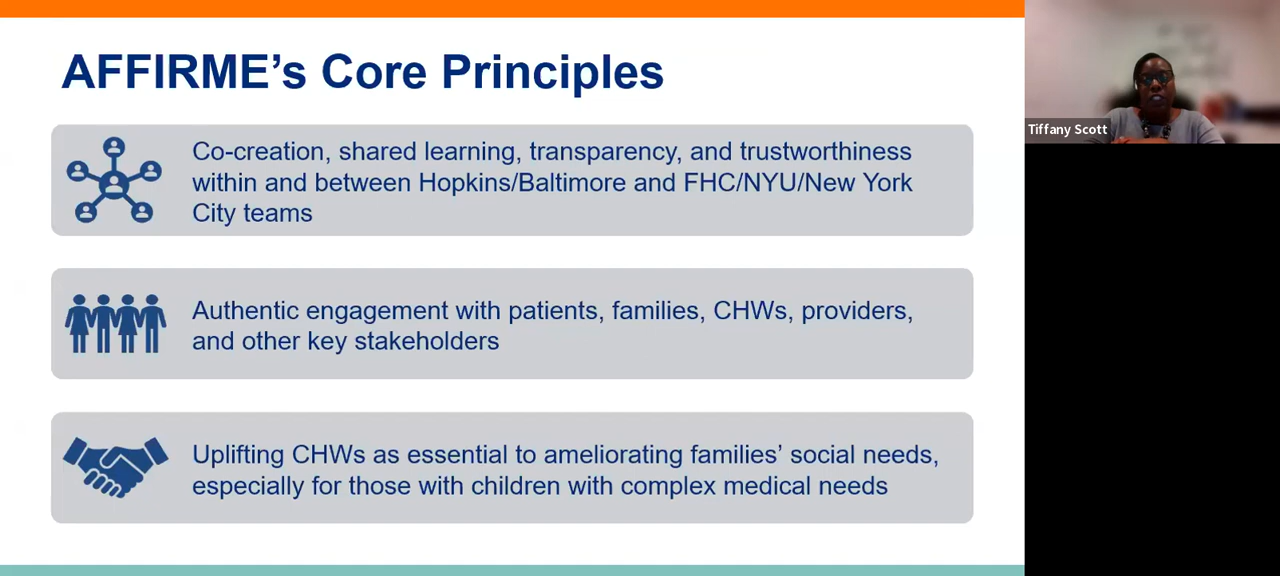 AFFIRME’s Core Principles
Co-creation, shared learning, transparency, and trustworthiness
within and between Hopkins/Baltimore and FHC/NYU/New York
City teams
Authentic engagement with patients, families, CHWs, providers,
and other key stakeholders
Uplifting CHWs as essential to ameliorating families’ social needs,
especially for those with children with complex medical needs
Tiffany Scott